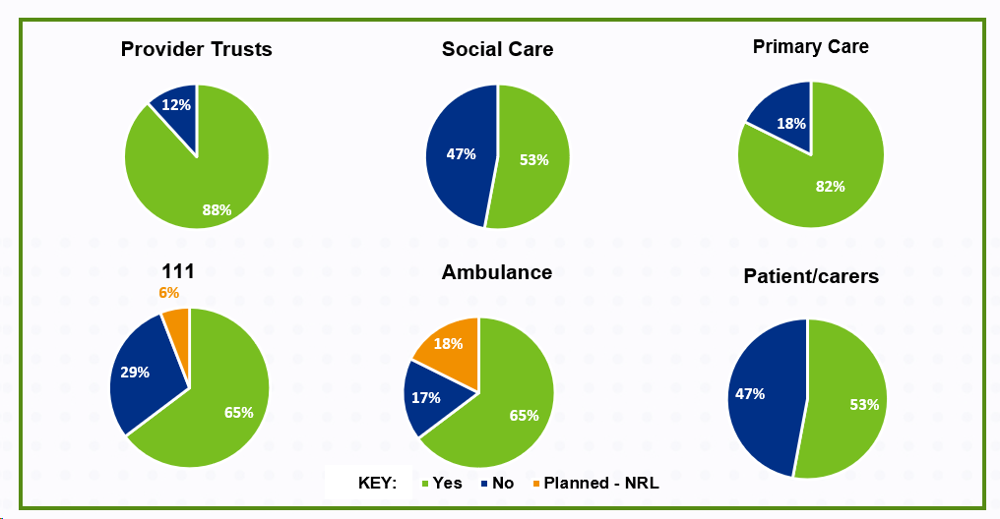 Provider Trusts
12%
88%
Social Care
47%
53%
Primary Care
18%
82%
111
6%
29%
65%
Ambulance
18%
17%
65%
Patient/carers
47%
53%
KEY: Yes No Planned - NRL